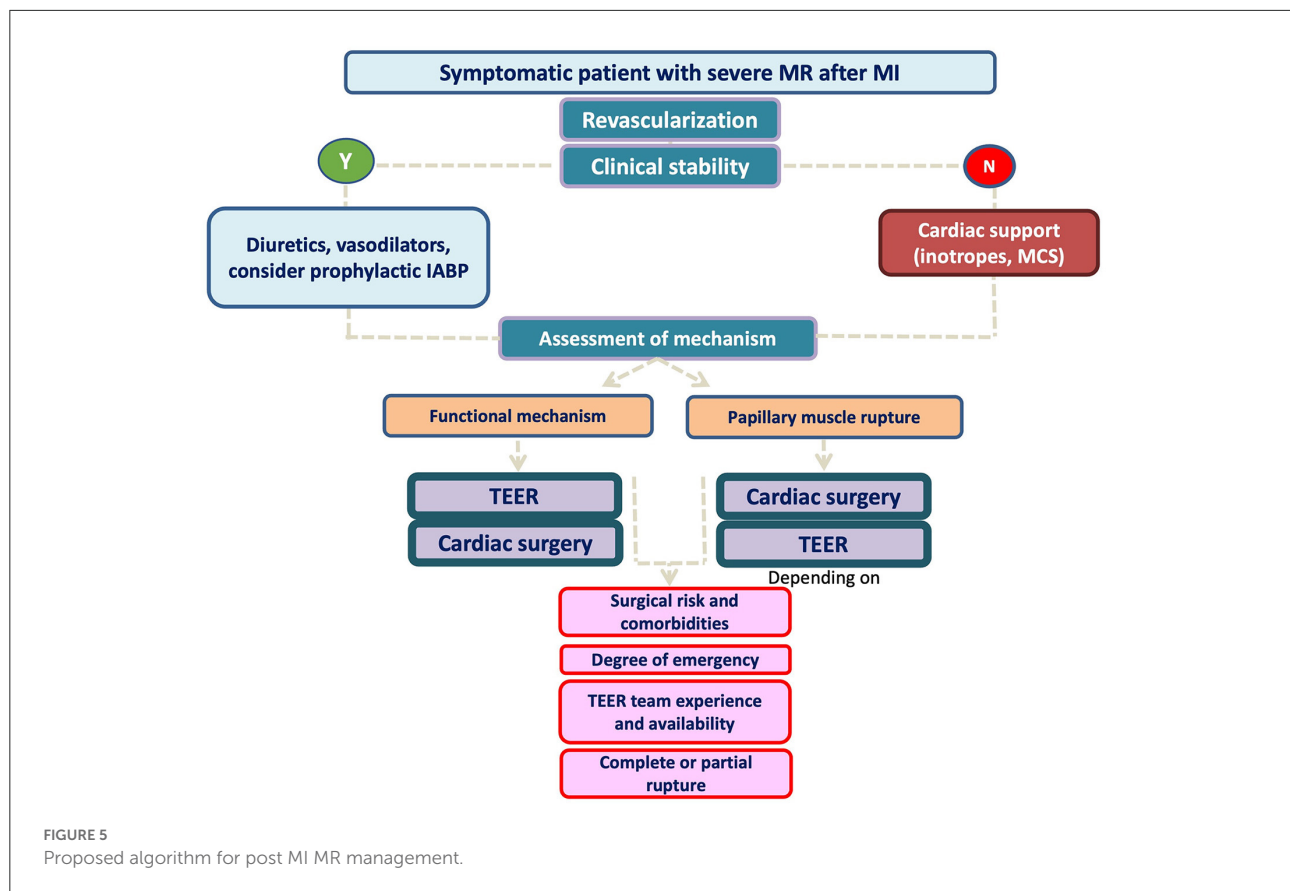 Symptomatic patient with severe MR after MI
Revascularization
Y
Clinical stability
N
Diuretics, vasodilators,
consider prophylactic IABP
Cardiac support
(inotropes, MCS)
Assessment of mechanism
Functional mechanism
Papillary muscle rupture
TEER
Cardiac surgery
Cardiac surgery
TEER
Depending on
Surgical risk and
comorbidities
Degree of emergency
TEER team experience
and availability
Complete or partial
rupture
FIGURE 5
Proposed algorithm for post MI MR management.